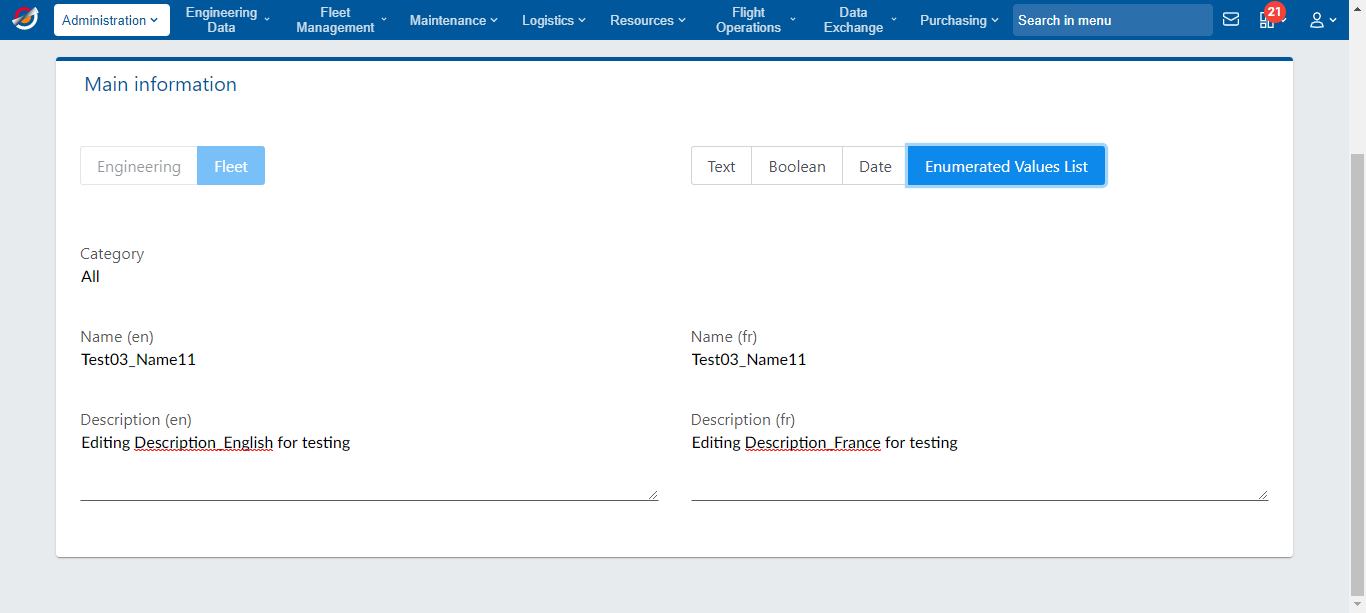 Administration
Engineering Data
Fleet Management
Maintenance
Logistics
Resources
Flight Operations
Data Exchange
Purchasing
Search in menu
21
Main information
Engineering Fleet
Text Boolean Date Enumerated Values List
Category
All
Name (en)
Test03_Name11
Name (fr)
Test03_Name11
Description (en)
Editing Description_English for testing
Description (fr)
Editing Description_France for testing